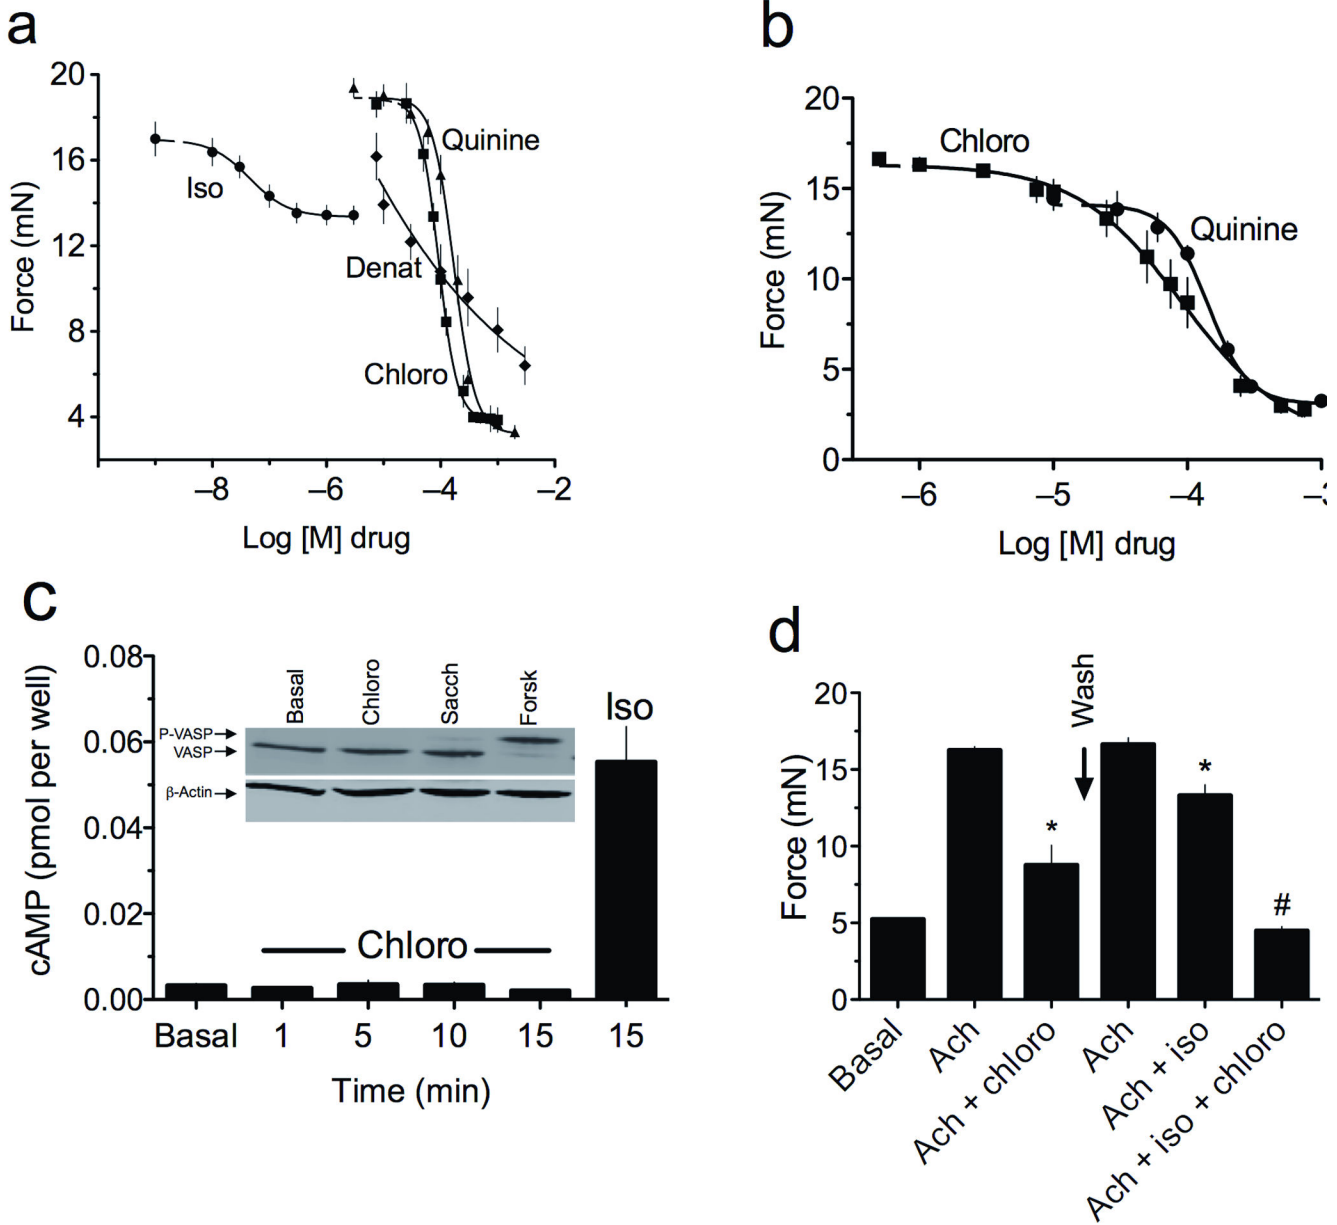 a
20
16
12
8
4
Force (mN)
Iso
Quinine
Denat
Chloro
–8
–6
–4
–2
Log [M] drug
b
20
15
10
5
0
Force (mN)
Chloro
Quinine
–6
–5
–4
–3
Log [M] drug
c
0.08
0.06
0.04
0.02
0.00
cAMP (pmol per well)
Basal
Chloro
Sacch
Forsk
P-VASP
VASP
β-Actin
Iso
Chloro
Basal
1
5
10
15
15
Time (min)
d
20
15
10
5
0
Force (mN)
Wash
*
*
#
Basal
Ach
Ach + chloro
Ach
Ach + iso
Ach + iso + chloro